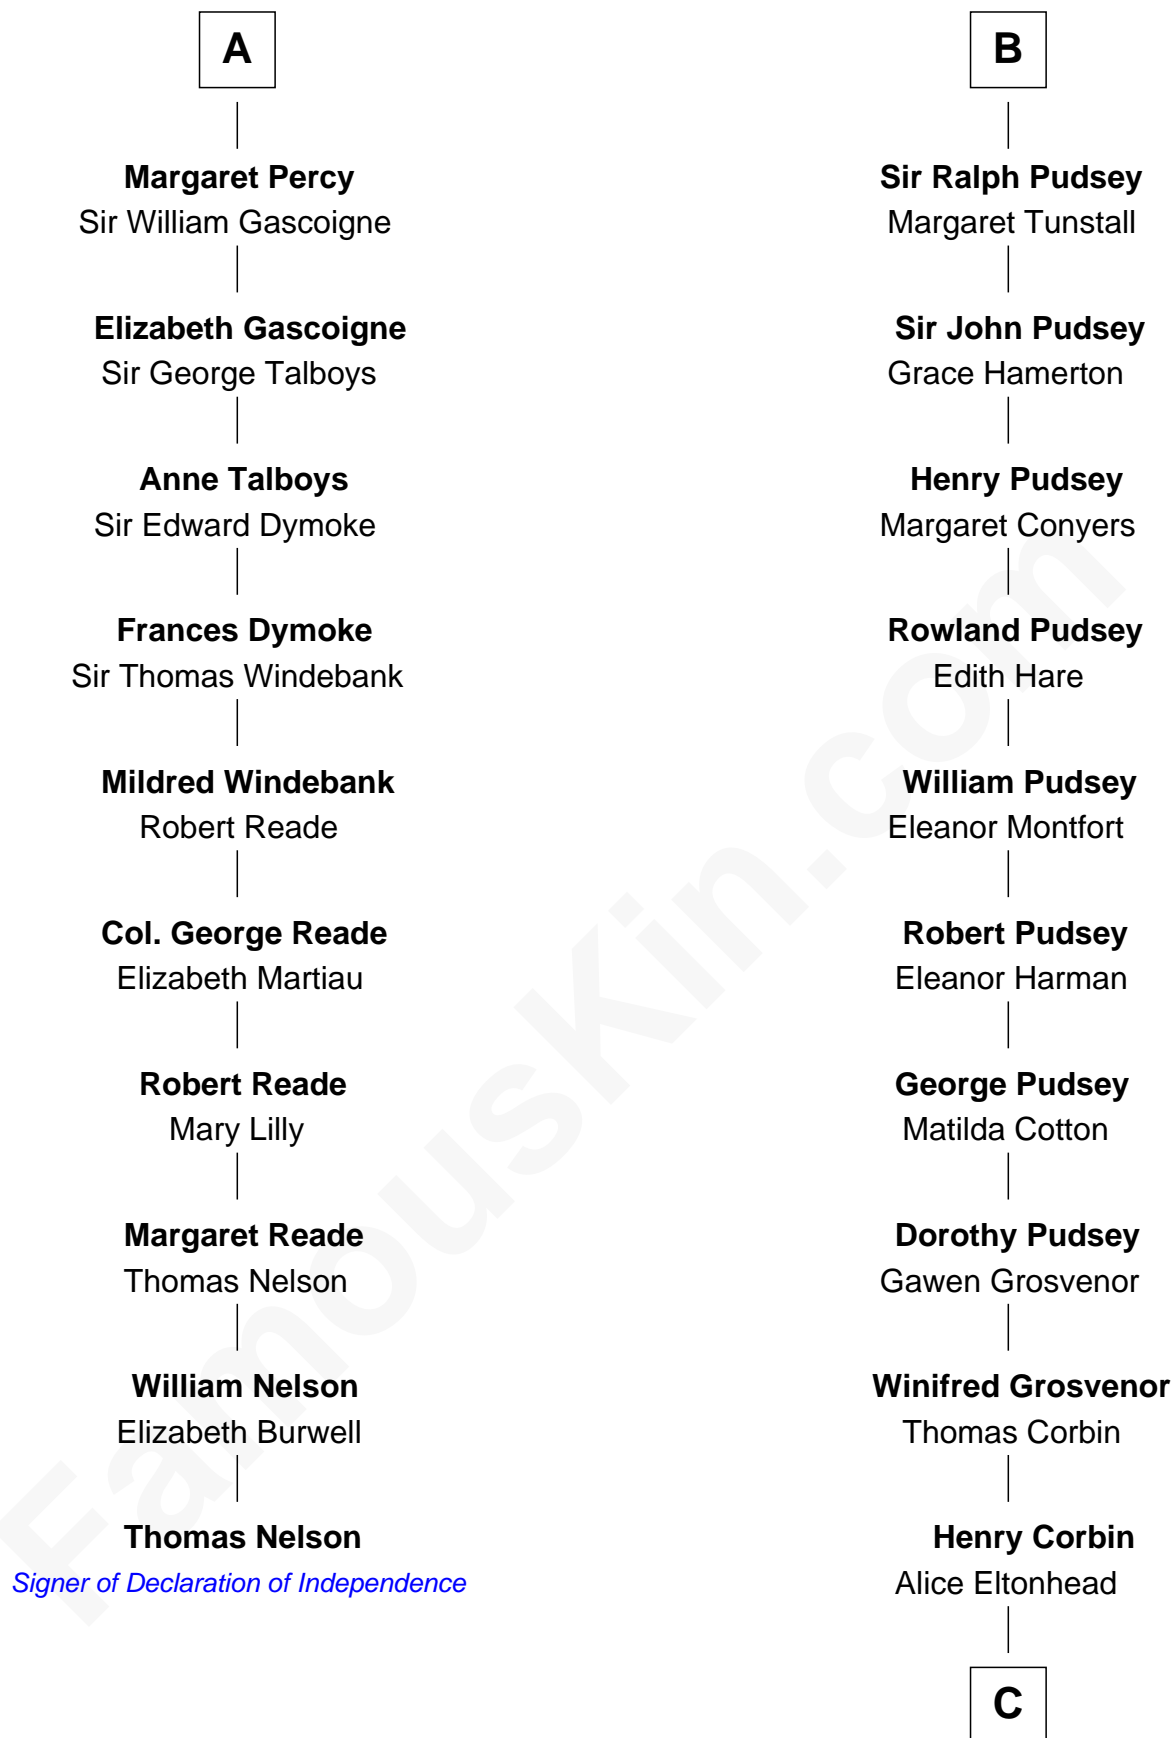 A
Margaret Percy
Sir William Gascoigne
Elizabeth Gascoigne
Sir George Talboys
Anne Talboys
Sir Edward Dymoke
Frances Dymoke
Sir Thomas Windebank
Mildred Windebank
Robert Reade
Col. George Reade
Elizabeth Martiau
Robert Reade
Mary Lilly
Margaret Reade
Thomas Nelson
William Nelson
Elizabeth Burwell
Thomas Nelson
Signer of Declaration of Independence
B
Sir Ralph Pudsey
Margaret Tunstall
Sir John Pudsey
Grace Hamerton
Henry Pudsey
Margaret Conyers
Rowland Pudsey
Edith Hare
William Pudsey
Eleanor Montfort
Robert Pudsey
Eleanor Harman
George Pudsey
Matilda Cotton
Dorothy Pudsey
Gawen Grosvenor
Winifred Grosvenor
Thomas Corbin
Henry Corbin
Alice Eltonhead
C
FamousKin.com